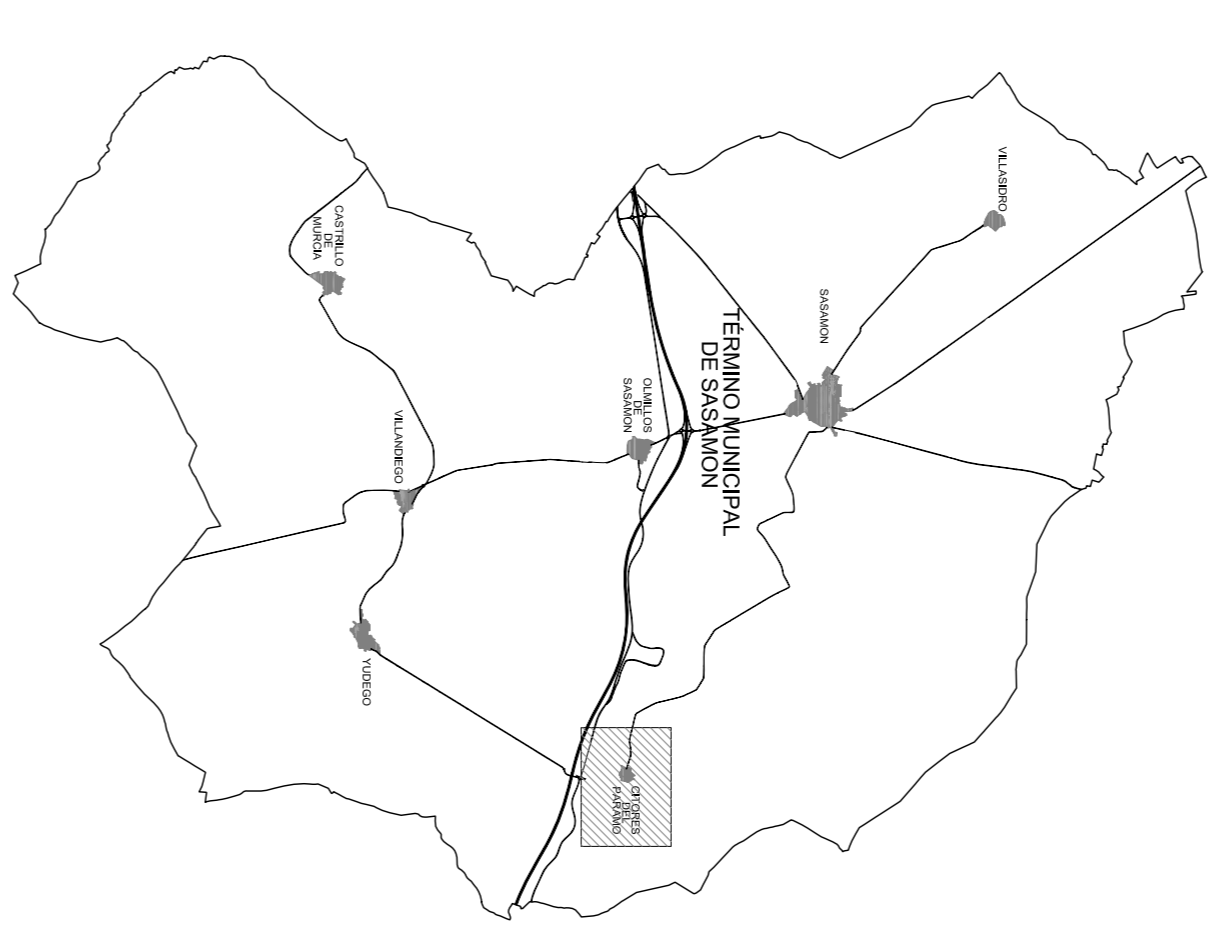 VILLASIDRO
SASAMON
TÉRMINO MUNICIPAL
DE SASAMON
OLMILLOS
DE
SASAMON
CASTRILLO
DE
MURCIA
VILLANDIEGO
YUDEGO
CITORES
DEL
PARAMO